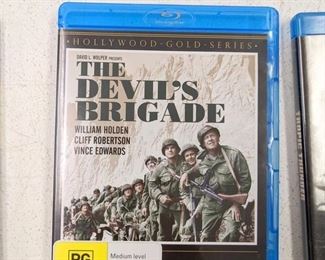 HOLLYWOOD·GOLD·SERIES
DAVID L. WOLPER PRESENTS
THE
DEVIL'S
BRIGADE
WILLIAM HOLDEN
CLIFF ROBERTSON
VINCE EDWARDS
PG
Medium level